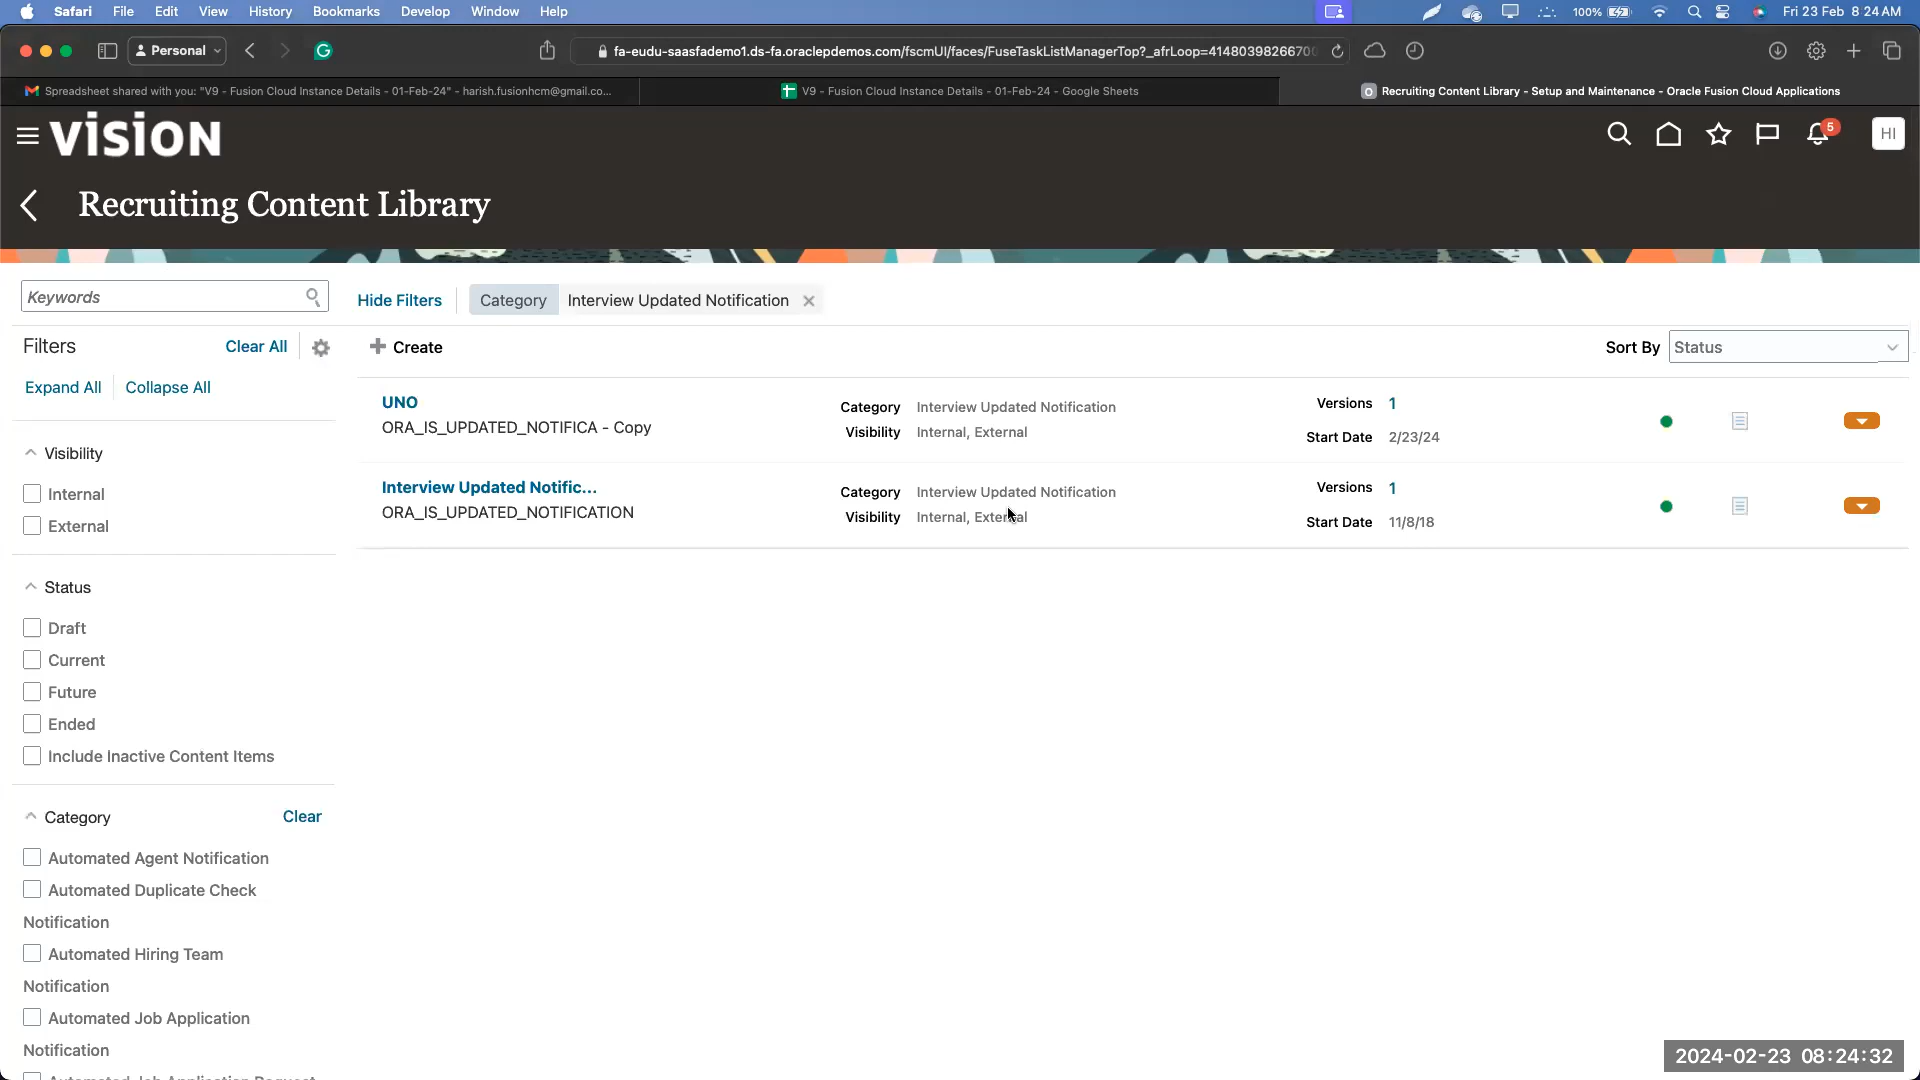 Safari File Edit View History Bookmarks Develop Window Help 100% Fri 23 Feb 8:24 AM
Personal fa-eudu-saasfademo1.ds-fa.oraclepdemos.com/fscmUI/faces/FuseTaskListManagerTop?_afrLoop=4148039826670
Spreadsheet shared with you: "V9 - Fusion Cloud Instance Details - 01-Feb-24" - harish.fusionhcm@gmail.co... V9 - Fusion Cloud Instance Details - 01-Feb-24 - Google Sheets Recruiting Content Library - Setup and Maintenance - Oracle Fusion Cloud Applications
VISION 5 HI
Recruiting Content Library
Keywords Hide Filters Category Interview Updated Notification
Filters Clear All Create Sort By Status
Expand All Collapse All
UNO Category Interview Updated Notification Versions 1
ORA_IS_UPDATED_NOTIFICA - Copy Visibility Internal, External Start Date 2/23/24
Interview Updated Notific... Category Interview Updated Notification Versions 1
ORA_IS_UPDATED_NOTIFICATION Visibility Internal, External Start Date 11/8/18
Visibility
Internal
External
Status
Draft
Current
Future
Ended
Include Inactive Content Items
Category Clear
Automated Agent Notification
Automated Duplicate Check
Notification
Automated Hiring Team
Notification
Automated Job Application
Notification
Automated Job Application Request
2024-02-23 08:24:32